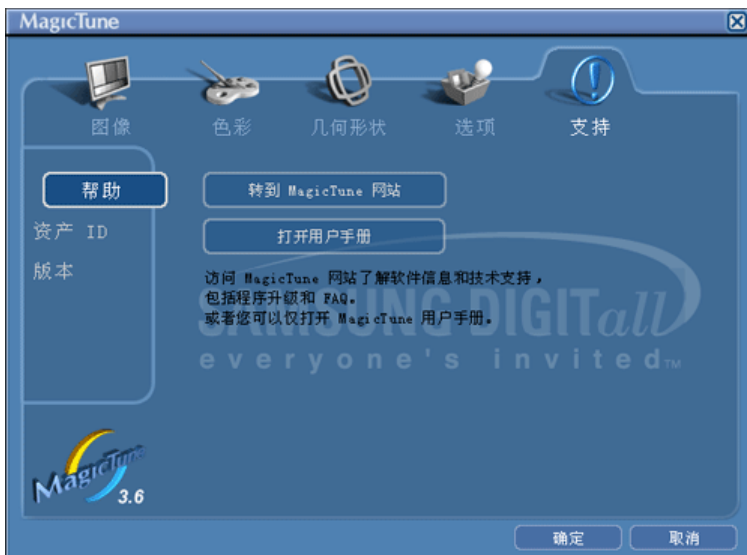 MagicTune
图像
色彩
几何形状
选项
支持
帮助
资产 ID
版本
转到 MagicTune 网站
打开用户手册
访问 MagicTune 网站了解软件信息和技术支持，
包括程序升级和 FAQ。
或者您可以仅打开 MagicTune 用户手册。
SAMSUNG DIGITall
everyone's invited™
MagicTune
3.6
确定
取消